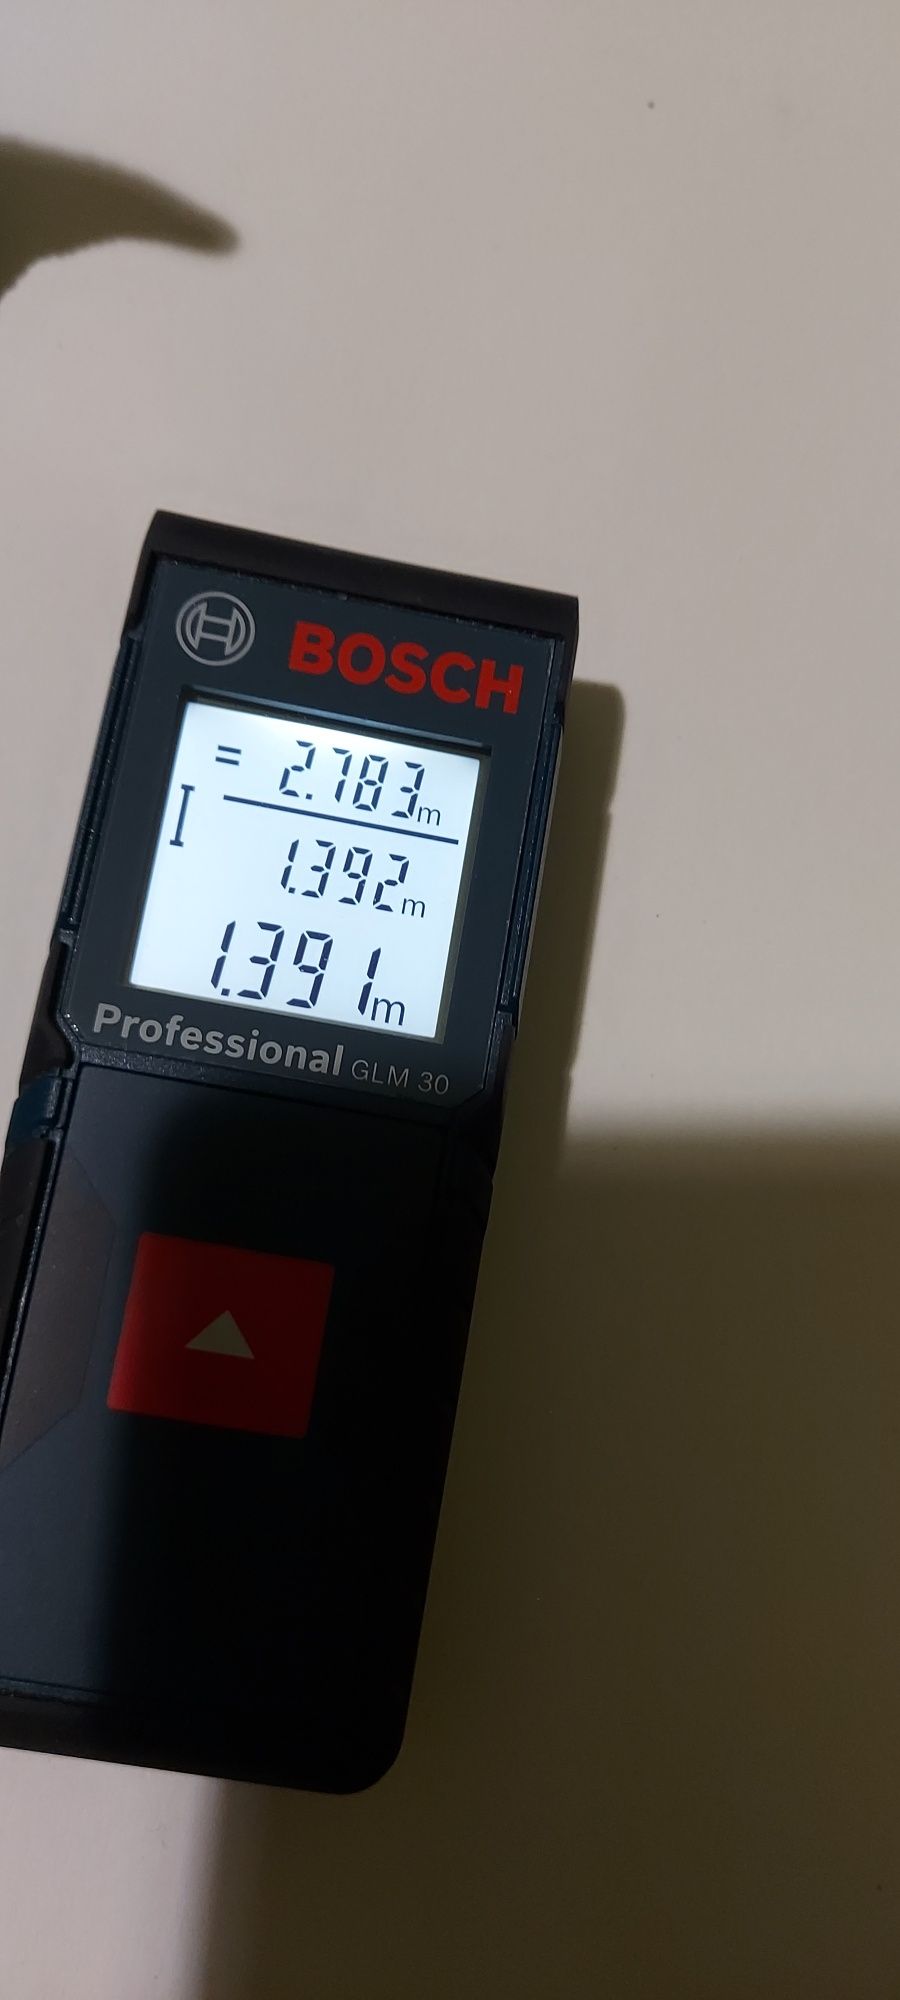 BOSCH
= 2.783m
1.392m
1.391m
Professional GLM 30